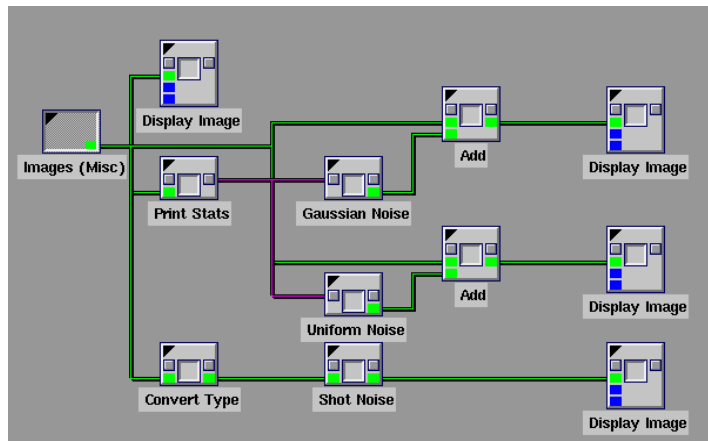 Display Image
Images (Misc)
Add
Display Image
Print Stats
Gaussian Noise
Add
Display Image
Uniform Noise
Convert Type
Shot Noise
Display Image